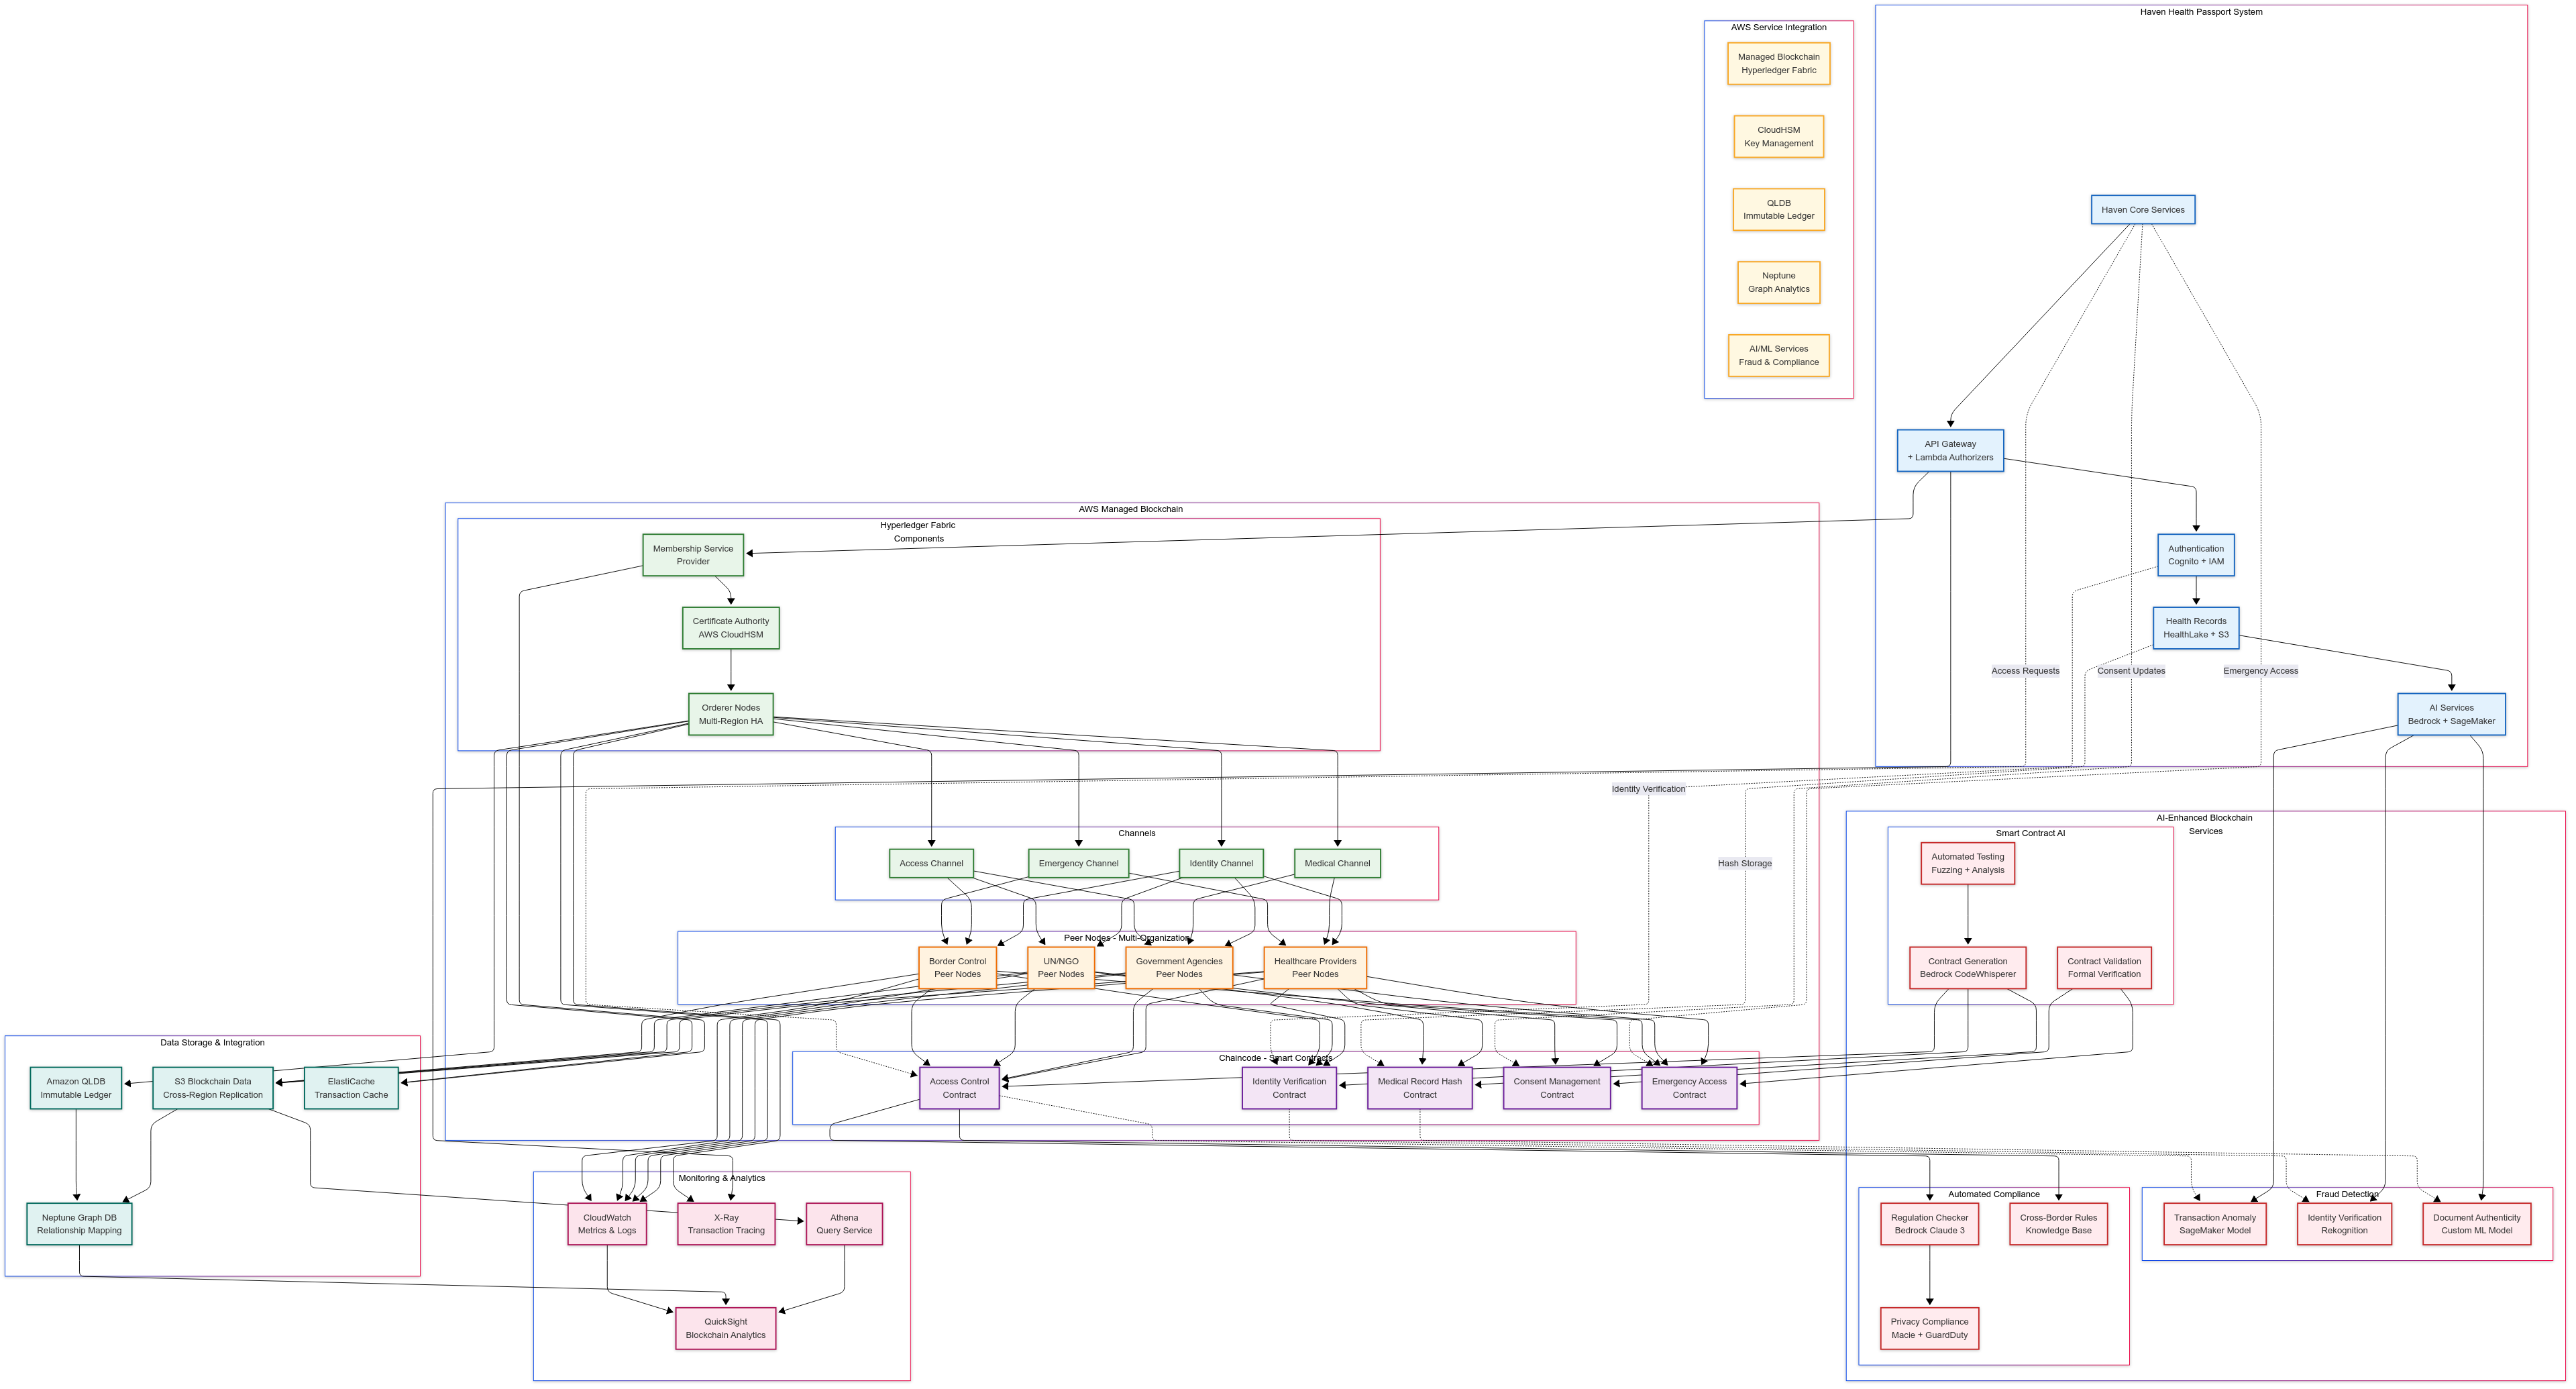 Haven Health Passport System
AWS Service Integration
Managed Blockchain
Hyperledger Fabric
CloudHSM
Key Management
QLDB
Immutable Ledger
Neptune
Graph Analytics
AI/ML Services
Fraud & Compliance
Haven Core Services
API Gateway
+ Lambda Authorizers
Authentication
Cognito + IAM
Health Records
HealthLake + S3
Access Requests
Consent Updates
Emergency Access
AI Services
Bedrock + SageMaker
AWS Managed Blockchain
Hyperledger Fabric
Components
Membership Service
Provider
Certificate Authority
AWS CloudHSM
Orderer Nodes
Multi-Region HA
Identity Verification
Hash Storage
Channels
Access Channel
Emergency Channel
Identity Channel
Medical Channel
Peer Nodes - Multi-Organization
Border Control
Peer Nodes
UN/NGO
Peer Nodes
Government Agencies
Peer Nodes
Healthcare Providers
Peer Nodes
Chaincode - Smart Contracts
Access Control
Contract
Identity Verification
Contract
Medical Record Hash
Contract
Consent Management
Contract
Emergency Access
Contract
AI-Enhanced Blockchain
Services
Smart Contract AI
Automated Testing
Fuzzing + Analysis
Contract Generation
Bedrock CodeWhisperer
Contract Validation
Formal Verification
Data Storage & Integration
Amazon QLDB
Immutable Ledger
S3 Blockchain Data
Cross-Region Replication
ElastiCache
Transaction Cache
Neptune Graph DB
Relationship Mapping
Monitoring & Analytics
CloudWatch
Metrics & Logs
X-Ray
Transaction Tracing
Athena
Query Service
QuickSight
Blockchain Analytics
Automated Compliance
Regulation Checker
Bedrock Claude 3
Cross-Border Rules
Knowledge Base
Privacy Compliance
Macie + GuardDuty
Fraud Detection
Transaction Anomaly
SageMaker Model
Identity Verification
Rekognition
Document Authenticity
Custom ML Model